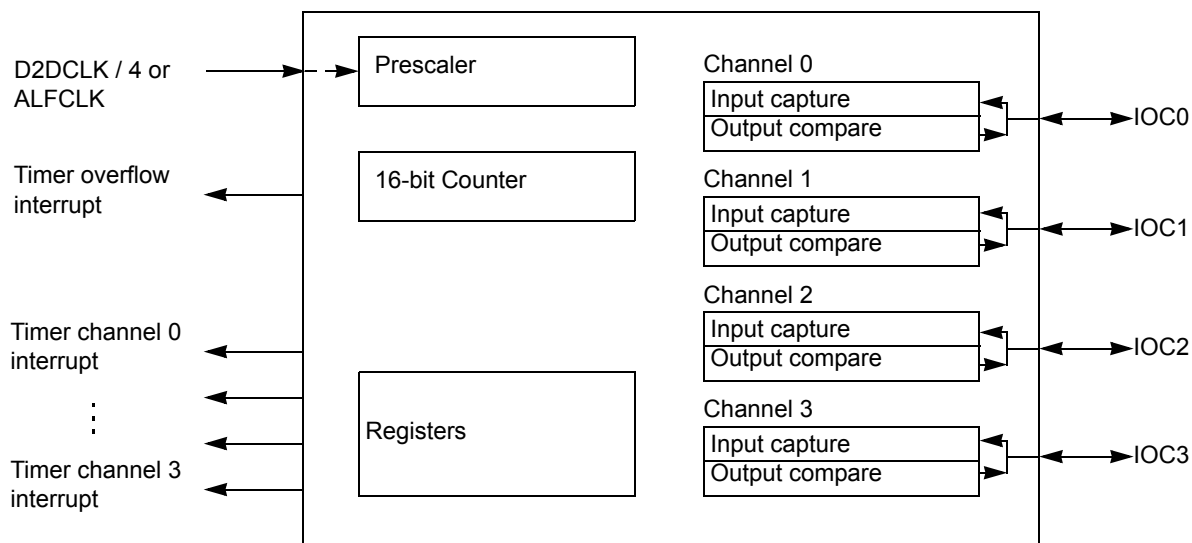 D2DCLK / 4 or
ALFCLK
Prescaler
Timer overflow
interrupt
16-bit Counter
Timer channel 0
interrupt
Timer channel 3
interrupt
Registers
Channel 0
Input capture
Output compare
IOC0
Channel 1
Input capture
Output compare
IOC1
Channel 2
Input capture
Output compare
IOC2
Channel 3
Input capture
Output compare
IOC3